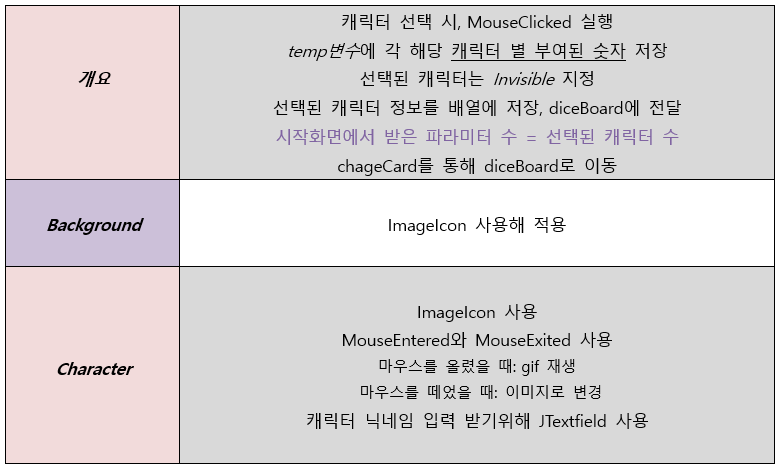 개요
캐릭터 선택 시, MouseClicked 실행
temp변수에 각 해당 캐릭터 별 부여된 숫자 저장
선택된 캐릭터는 Invisible 지정
선택된 캐릭터 정보를 배열에 저장, diceBoard에 전달
시작화면에서 받은 파라미터 수 = 선택된 캐릭터 수
chageCard를 통해 diceBoard로 이동
Background
ImageIcon 사용해 적용
Character
ImageIcon 사용
MouseEntered와 MouseExited 사용
마우스를 올렸을 때: gif 재생
마우스를 떼었을 때: 이미지로 변경
캐릭터 닉네임 입력 받기위해 JTextfield 사용